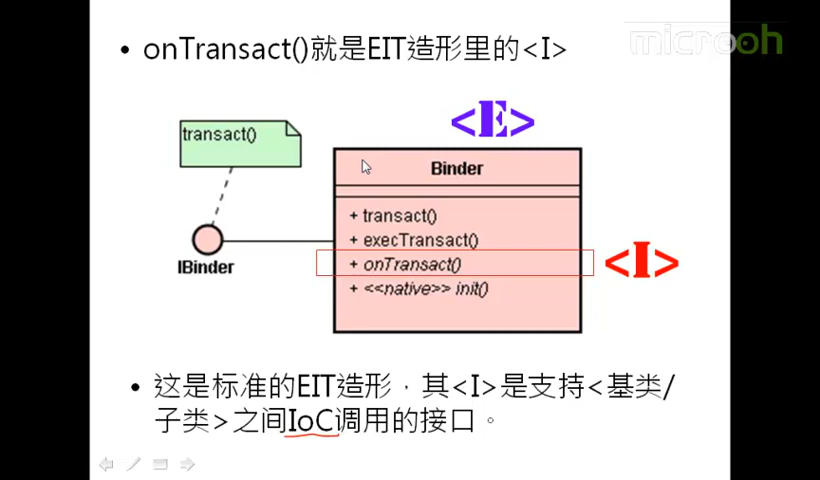 • onTransact()就是EIT造形里的<I>
microoh
<E>
transact()
Binder
+ transact()
+ execTransact()
+ onTransact()
<I>
IBinder
+ <<native>> init()
• 这是标准的EIT造形，其<I>是支持<基类/
子类>之间IoC调用的接口。